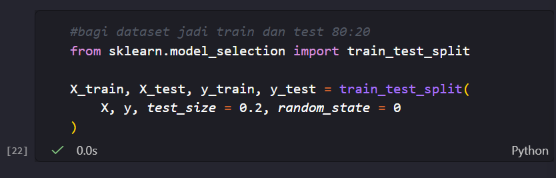 #bagi dataset jadi train dan test 80:20
from sklearn.model_selection import train_test_split
X_train, X_test, y_train, y_test = train_test_split(
X, y, test_size = 0.2, random_state = 0
)
[22] 0.0s Python